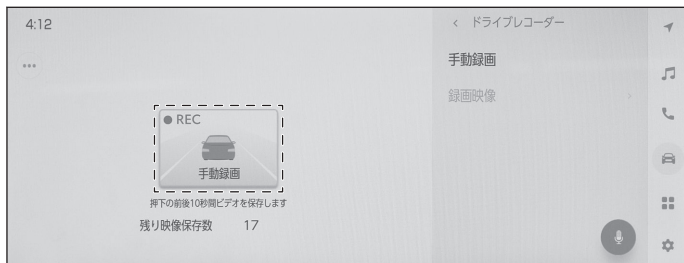 4:12
REC
手動録画
押下の前後10秒間ビデオを保存します
残り映像保存数 17
< ドライブレコーダー
手動録画
録画映像